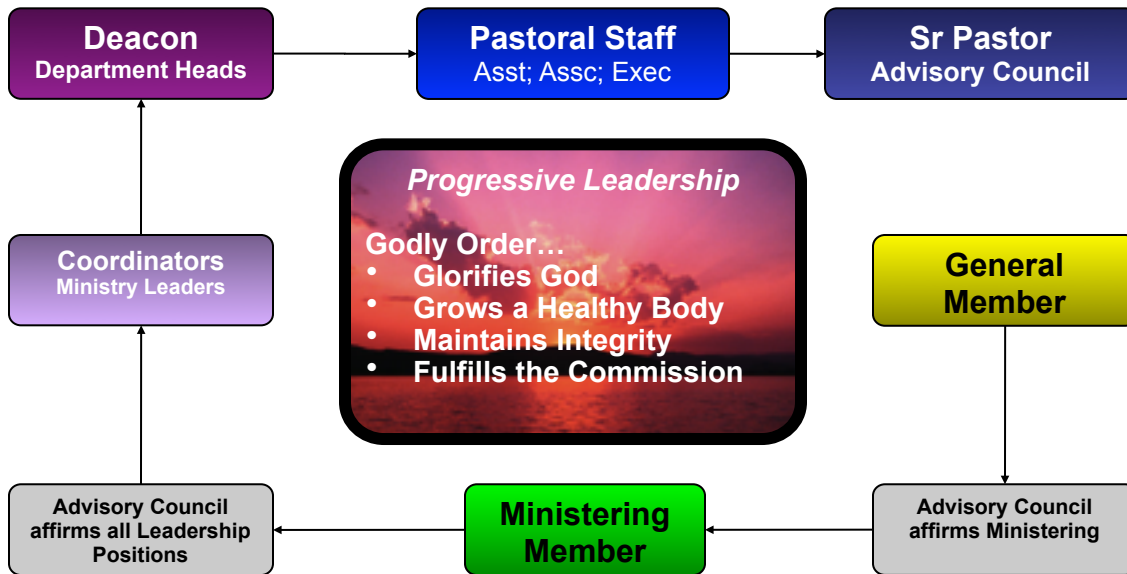 Deacon
Department Heads
Pastoral Staff
Asst; Assc; Exec
Sr Pastor
Advisory Council
Progressive Leadership
Godly Order…
• Glorifies God
• Grows a Healthy Body
• Maintains Integrity
• Fulfills the Commission
Coordinators
Ministry Leaders
General
Member
Advisory Council
affirms all Leadership
Positions
Ministering
Member
Advisory Council
affirms Ministering